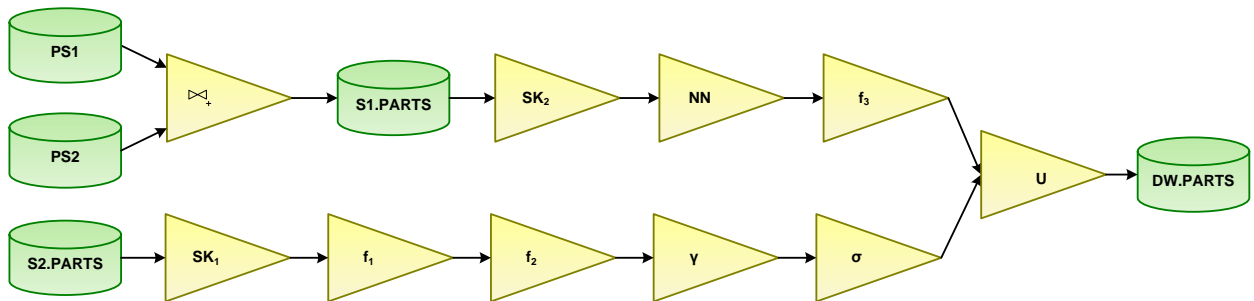 PS1
PS2
⋈+
S1.PARTS
SK₂
NN
f₃
U
DW.PARTS
S2.PARTS
SK₁
f₁
f₂
γ
σ